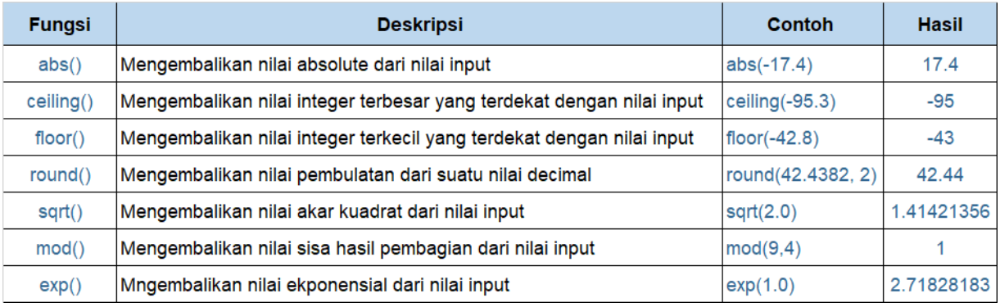 Fungsi Deskripsi Contoh Hasil
abs() Mengembalikan nilai absolute dari nilai input abs(-17.4) 17.4
ceiling() Mengembalikan nilai integer terbesar yang terdekat dengan nilai input ceiling(-95.3) -95
floor() Mengembalikan nilai integer terkecil yang terdekat dengan nilai input floor(-42.8) -43
round() Mengembalikan nilai pembulatan dari suatu nilai decimal round(42.4382, 2) 42.44
sqrt() Mengembalikan nilai akar kuadrat dari nilai input sqrt(2.0) 1.41421356
mod() Mengembalikan nilai sisa hasil pembagian dari nilai input mod(9,4) 1
exp() Mngembalikan nilai ekponensial dari nilai input exp(1.0) 2.71828183